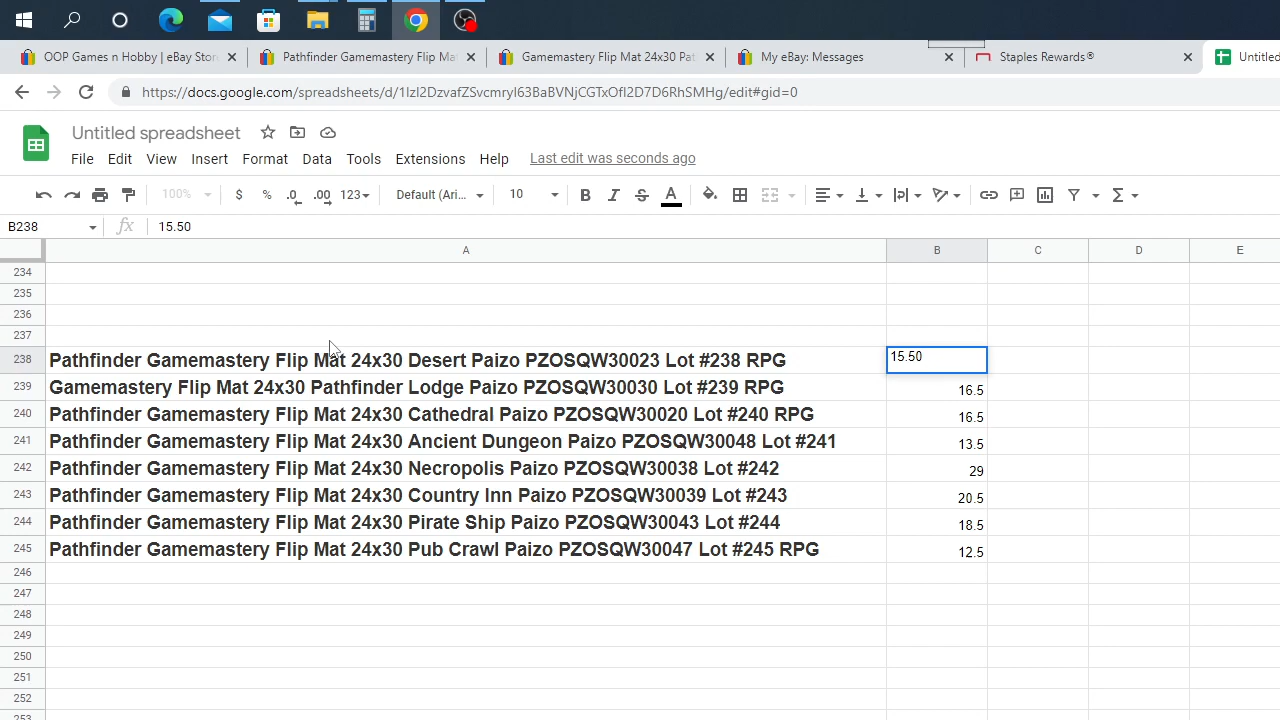 OOP Games n Hobby | eBay Stor
Pathfinder Gamemastery Flip Ma
Gamemastery Flip Mat 24x30 Pat
My eBay: Messages
Staples Rewards®
Untitled
https://docs.google.com/spreadsheets/d/1IzI2DzvafZSvcmryI63BaBVNjCGTxOfI2D7D6RhSMHg/edit#gid=0
Untitled spreadsheet
File Edit View Insert Format Data Tools Extensions Help Last edit was seconds ago
100% $ % .0 .00 123 Default (Ari... 10 B I S A
B238 fx 15.50
A B C D E
234
235
236
237
238 Pathfinder Gamemastery Flip Mat 24x30 Desert Paizo PZOSQW30023 Lot #238 RPG 15.50
239 Gamemastery Flip Mat 24x30 Pathfinder Lodge Paizo PZOSQW30030 Lot #239 RPG 16.5
240 Pathfinder Gamemastery Flip Mat 24x30 Cathedral Paizo PZOSQW30020 Lot #240 RPG 16.5
241 Pathfinder Gamemastery Flip Mat 24x30 Ancient Dungeon Paizo PZOSQW30048 Lot #241 13.5
242 Pathfinder Gamemastery Flip Mat 24x30 Necropolis Paizo PZOSQW30038 Lot #242 29
243 Pathfinder Gamemastery Flip Mat 24x30 Country Inn Paizo PZOSQW30039 Lot #243 20.5
244 Pathfinder Gamemastery Flip Mat 24x30 Pirate Ship Paizo PZOSQW30043 Lot #244 18.5
245 Pathfinder Gamemastery Flip Mat 24x30 Pub Crawl Paizo PZOSQW30047 Lot #245 RPG 12.5
246
247
248
249
250
251
252
253